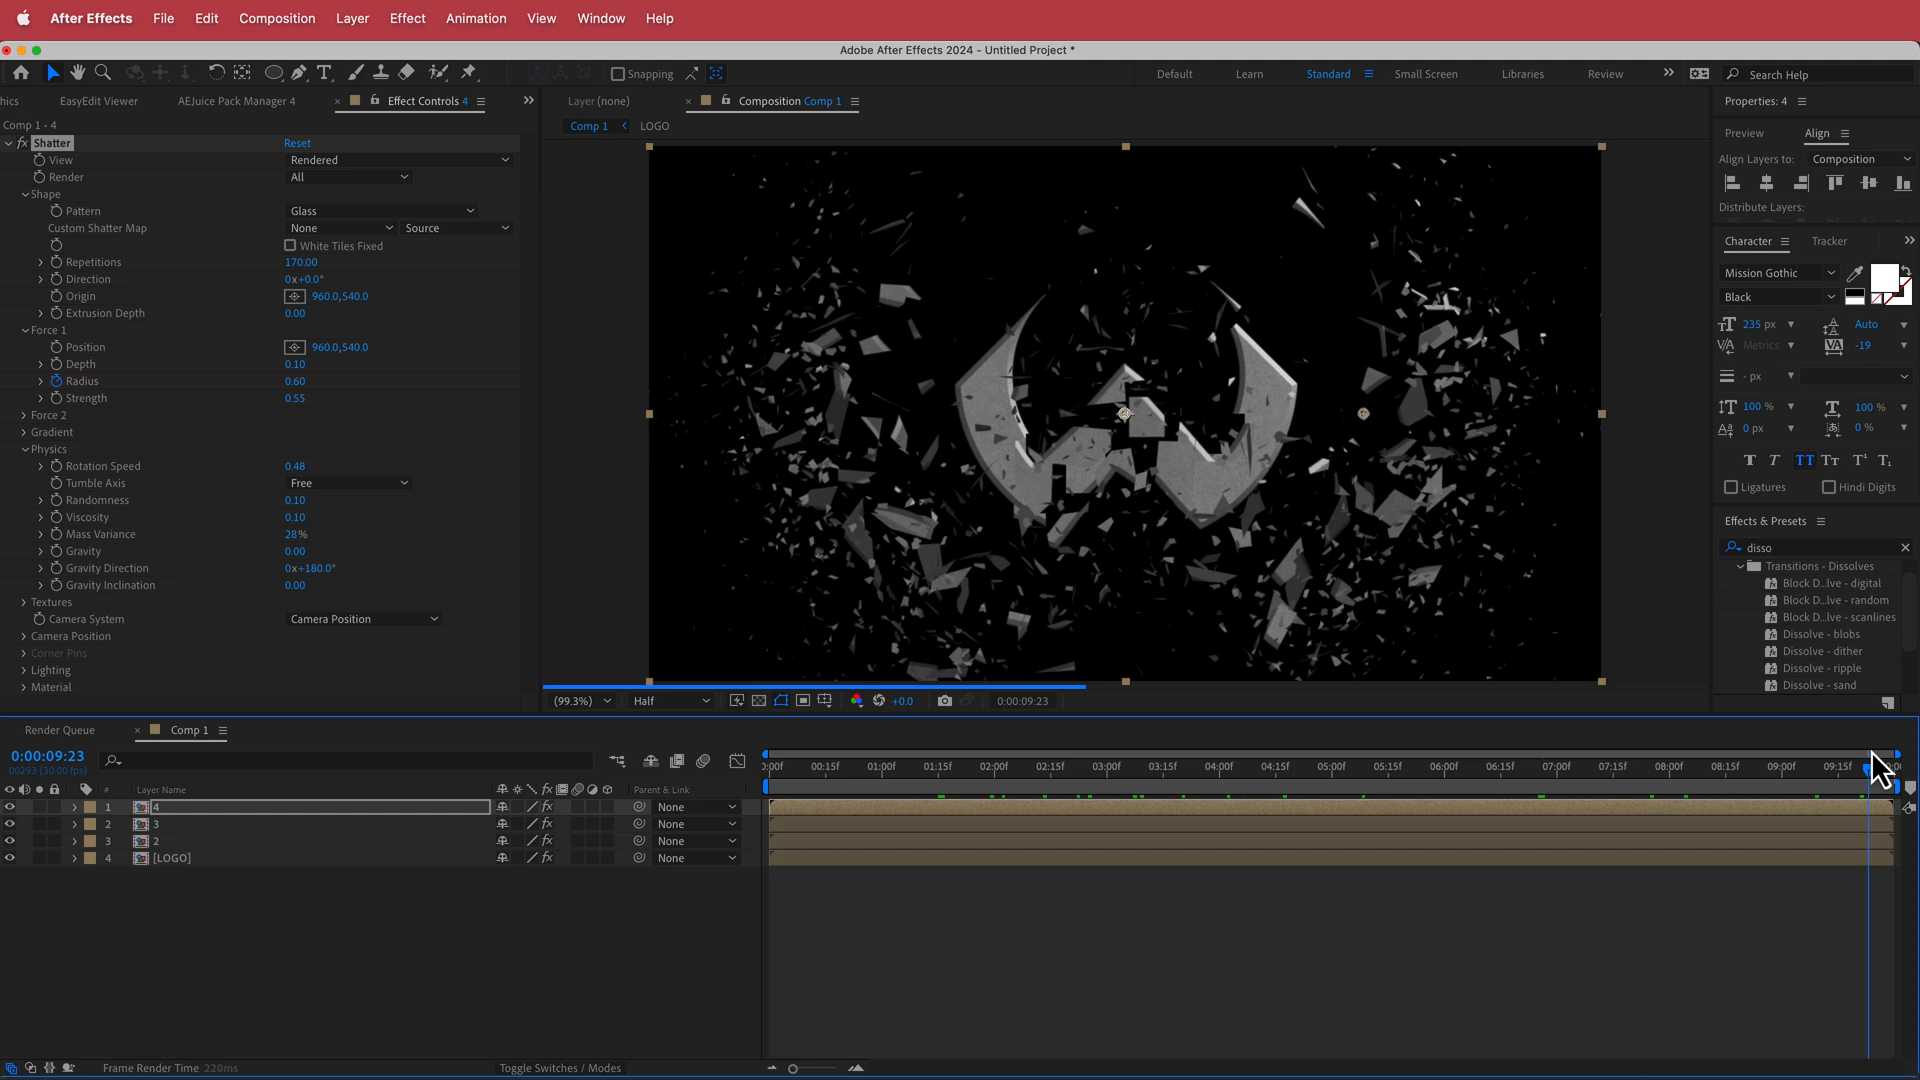 After Effects File Edit Composition Layer Effect Animation View Window Help
Adobe After Effects 2024 - Untitled Project *
Snapping Default Learn Standard Small Screen Libraries Review Search Help
hics EasyEdit Viewer AEJuice Pack Manager 4 Effect Controls 4
Layer (none) Composition Comp 1
Comp 1 LOGO
Comp 1 • 4
fx Shatter Reset
View Rendered
Render All
Shape
Pattern Glass
Custom Shatter Map None Source
White Tiles Fixed
Repetitions 170.00
Direction 0x+0.0°
Origin 960.0,540.0
Extrusion Depth 0.00
Force 1
Position 960.0,540.0
Depth 0.10
Radius 0.60
Strength 0.55
Force 2
Gradient
Physics
Rotation Speed 0.48
Tumble Axis Free
Randomness 0.10
Viscosity 0.10
Mass Variance 28%
Gravity 0.00
Gravity Direction 0x+180.0°
Gravity Inclination 0.00
Textures
Camera System Camera Position
Camera Position
Corner Pins
Lighting
Material
(99.3%) Half +0.0 0:00:09:23
Properties: 4
Preview Align
Align Layers to: Composition
Distribute Layers:
Character Tracker
Mission Gothic
Black
235 px Auto
Metrics -19
- px
100 % 100 %
0 px 0 %
Ligatures Hindi Digits
Effects & Presets
disso
Transitions - Dissolves
Block D...lve - digital
Block D...lve - random
Block D...lve - scanlines
Dissolve - blobs
Dissolve - dither
Dissolve - ripple
Dissolve - sand
Render Queue Comp 1
0:00:09:23
00293 (30.00 fps)
):00f 00:15f 01:00f 01:15f 02:00f 02:15f 03:00f 03:15f 04:00f 04:15f 05:00f 05:15f 06:00f 06:15f 07:00f 07:15f 08:00f 08:15f 09:00f 09:15f
# Layer Name Parent & Link
1 4 None
2 3 None
3 2 None
4 [LOGO] None
Frame Render Time 220ms Toggle Switches / Modes